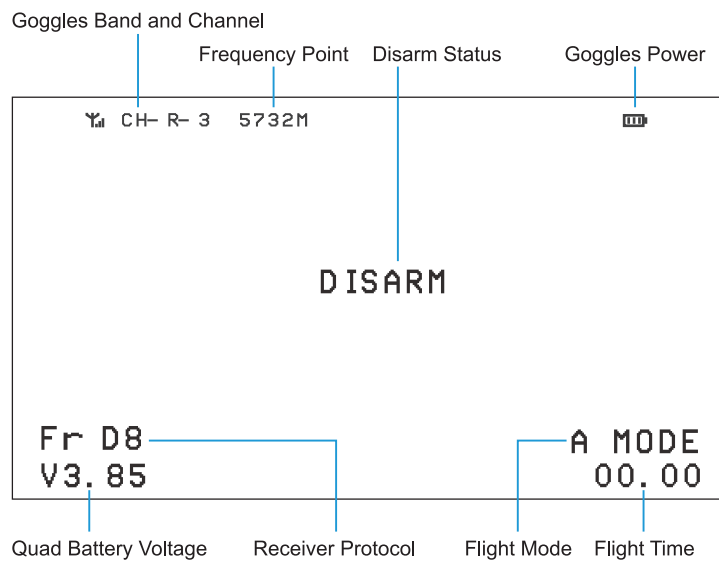 Goggles Band and Channel
Frequency Point Disarm Status Goggles Power
CH- R- 3 5732M
DISARM
Fr D8 A MODE
V3.85 00.00
Quad Battery Voltage Receiver Protocol Flight Mode Flight Time